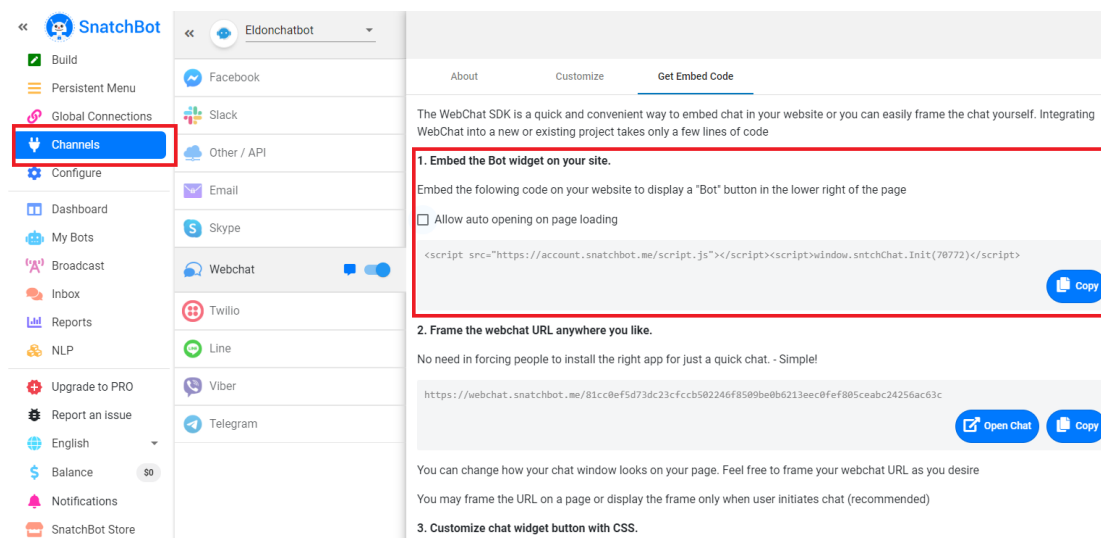 SnatchBot
Build
Persistent Menu
Global Connections
Channels
Configure
Dashboard
My Bots
Broadcast
Inbox
Reports
NLP
Upgrade to PRO
Report an issue
English
Balance $0
Notifications
SnatchBot Store
Eldonchatbot
Facebook
Slack
Other / API
Email
Skype
Webchat
Twilio
Line
Viber
Telegram
About Customize Get Embed Code
The WebChat SDK is a quick and convenient way to embed chat in your website or you can easily frame the chat yourself. Integrating
WebChat into a new or existing project takes only a few lines of code
1. Embed the Bot widget on your site.
Embed the folowing code on your website to display a "Bot" button in the lower right of the page
Allow auto opening on page loading
<script src="https://account.snatchbot.me/script.js"></script><script>window.sntchChat.Init(70772)</script>
Copy
2. Frame the webchat URL anywhere you like.
No need in forcing people to install the right app for just a quick chat. - Simple!
https://webchat.snatchbot.me/81cc0ef5d73dc23cfccb502246f8509be0b6213eec0fef805ceabc24256ac63c
Open Chat Copy
You can change how your chat window looks on your page. Feel free to frame your webchat URL as you desire
You may frame the URL on a page or display the frame only when user initiates chat (recommended)
3. Customize chat widget button with CSS.